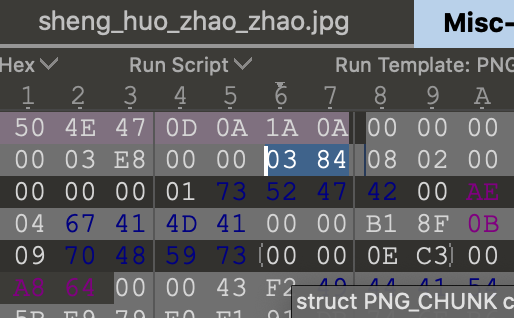 sheng_huo_zhao_zhao.jpg Misc-
Hex Run Script Run Template: PNG
1 2 3 4 5 6 7 8 9 A
50 4E 47 0D 0A 1A 0A 00 00 00
00 03 E8 00 00 03 84 08 02 00
00 00 00 01 73 52 47 42 00 AE
04 67 41 4D 41 00 00 B1 8F 0B
09 70 48 59 73 00 00 0E C3 00
A8 64 00 00 43 F2
struct PNG_CHUNK c